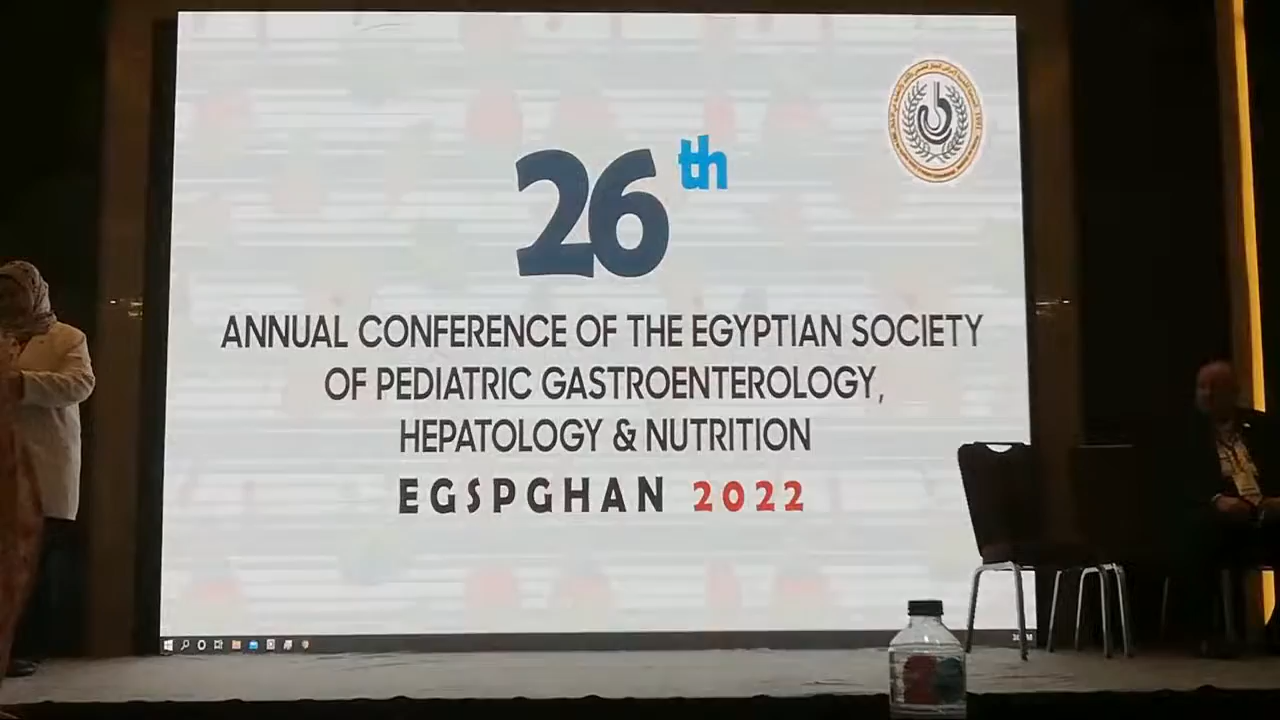 26th
ANNUAL CONFERENCE OF THE EGYPTIAN SOCIETY
OF PEDIATRIC GASTROENTEROLOGY,
HEPATOLOGY & NUTRITION
EGSPGHAN 2022